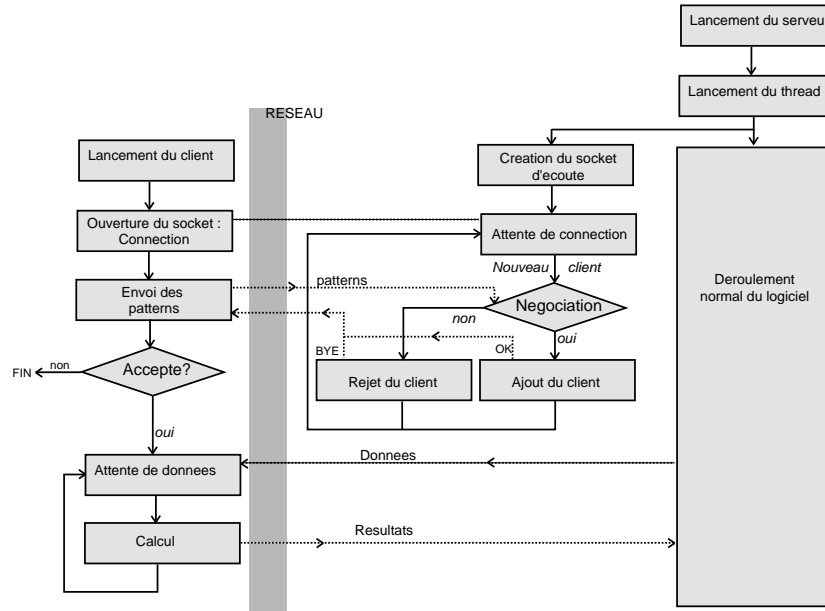 Lancement du serveu
Lancement du thread
RESEAU
Lancement du client
Creation du socket
d'ecoute
Ouverture du socket :
Connection
Attente de connection
Nouveau client
Envoi des
patterns
patterns
Negociation
Deroulement
normal du logiciel
non
oui
BYE
OK
FIN
non
Accepte?
Rejet du client
Ajout du client
oui
Donnees
Attente de donnees
Calcul
Resultats